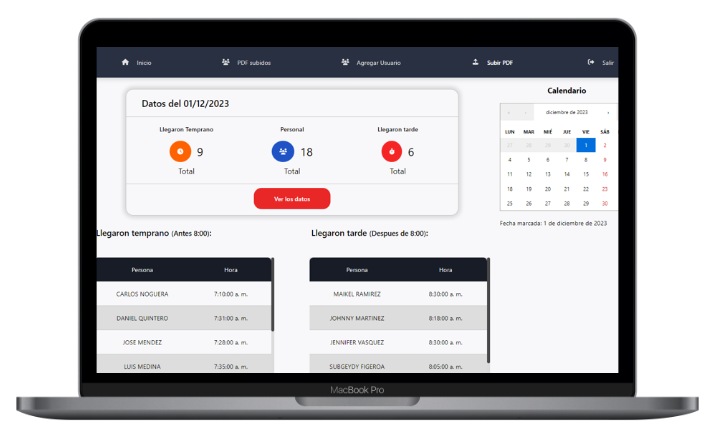 Inicio PDF subidos Agregar Usuario Subir PDF Salir
Datos del 01/12/2023
Llegaron Temprano Personal Llegaron tarde
9 18 6
Total Total Total
Ver los datos
Calendario
diciembre de 2023
LUN MAR MIÉ JUE VIE SÁB
27 28 29 30 1 2
4 5 6 7 8 9
11 12 13 14 15 16
18 19 20 21 22 23
25 26 27 28 29 30
Fecha marcada: 1 de diciembre de 2023
Llegaron temprano (Antes 8:00):
Persona Hora
CARLOS NOGUERA 7:10:00 a. m.
DANIEL QUINTERO 7:31:00 a. m.
JOSE MENDEZ 7:28:00 a. m.
LUIS MEDINA 7:35:00 a. m.
Llegaron tarde (Despues de 8:00):
Persona Hora
MAIKEL RAMIREZ 8:30:00 a. m.
JOHNNY MARTINEZ 8:18:00 a. m.
JENNIFER VASQUEZ 8:30:00 a. m.
SUBGEYDY FIGEROA 8:05:00 a. m.
MacBook Pro